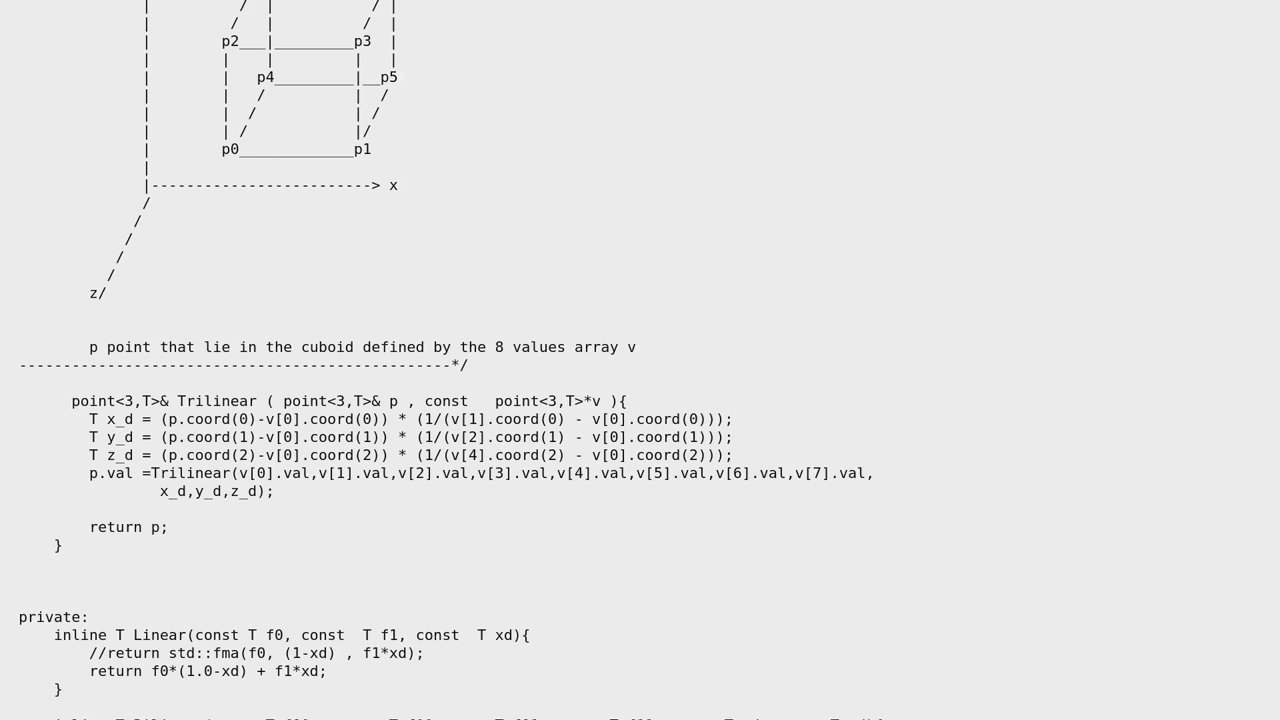 |          /  |           / |
                |         /   |          /  |
                |        p2___|_________p3  |
                |        |    |         |   |
                |        |   p4_________|__p5
                |        |   /          |  /
                |        |  /           | /
                |        | /            |/
                |        p0_____________p1
                |
                |-------------------------> x
               /
              /
             /
            /
           /
        z/
        p point that lie in the cuboid defined by the 8 values array v
-------------------------------------------------*/
      point<3,T>& Trilinear ( point<3,T>& p , const   point<3,T>*v ){
        T x_d = (p.coord(0)-v[0].coord(0)) * (1/(v[1].coord(0) - v[0].coord(0)));
        T y_d = (p.coord(1)-v[0].coord(1)) * (1/(v[2].coord(1) - v[0].coord(1)));
        T z_d = (p.coord(2)-v[0].coord(2)) * (1/(v[4].coord(2) - v[0].coord(2)));
        p.val =Trilinear(v[0].val,v[1].val,v[2].val,v[3].val,v[4].val,v[5].val,v[6].val,v[7].val,
                x_d,y_d,z_d);
        return p;
    }
private:
    inline T Linear(const T f0, const  T f1, const  T xd){
        //return std::fma(f0, (1-xd) , f1*xd);
        return f0*(1.0-xd) + f1*xd;
    }